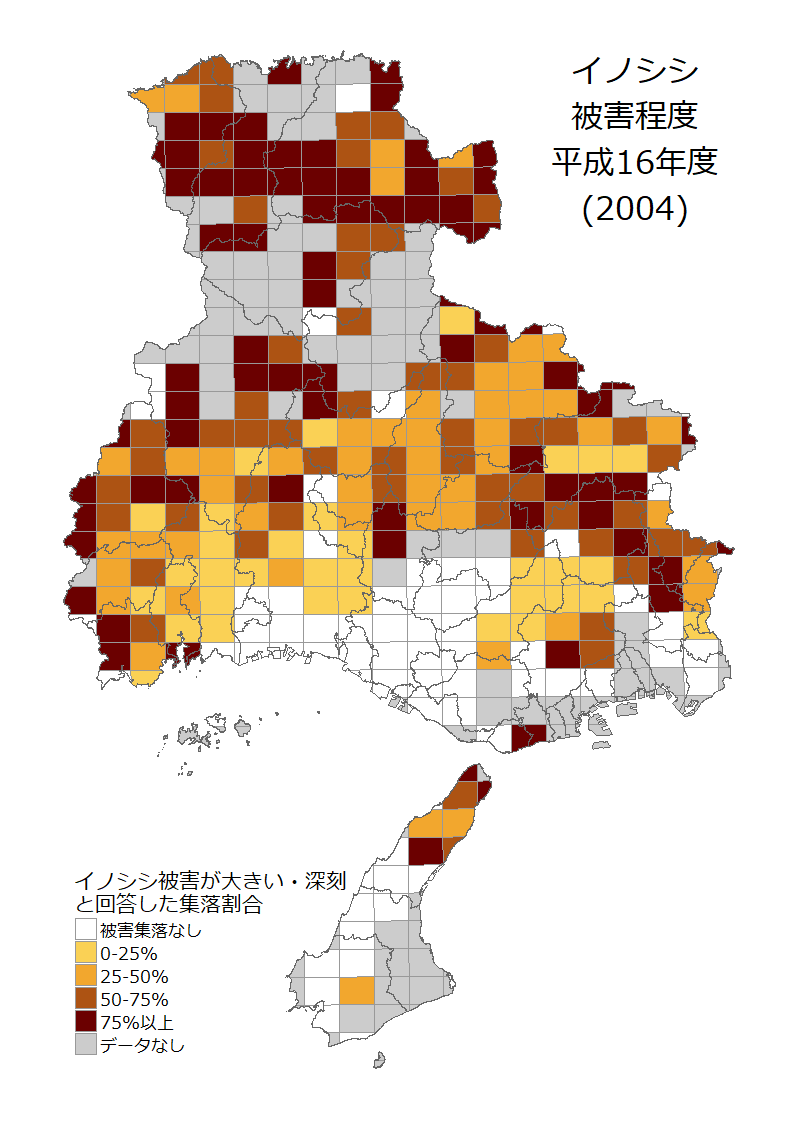 イノシシ
被害程度
平成16年度
(2004)
イノシシ被害が大きい・深刻
と回答した集落割合
被害集落なし
0-25%
25-50%
50-75%
75%以上
データなし